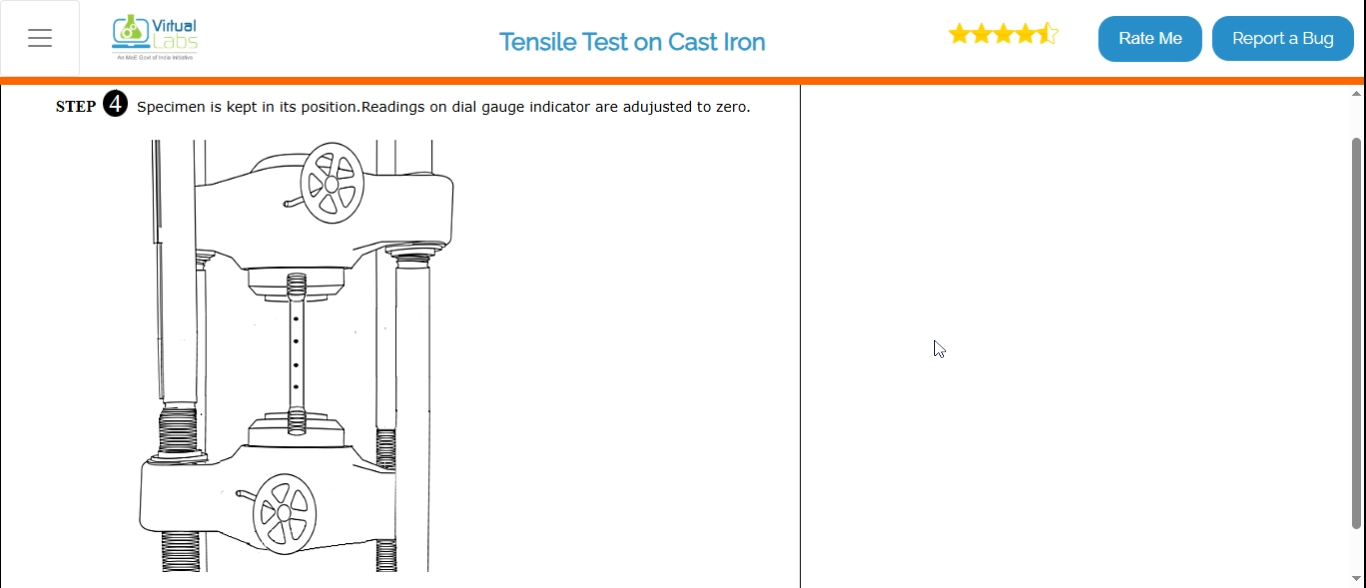 Virtual
Labs
An MoE Govt of India Initiative
Tensile Test on Cast Iron
Rate Me
Report a Bug
STEP 4 Specimen is kept in its position.Readings on dial gauge indicator are adujusted to zero.